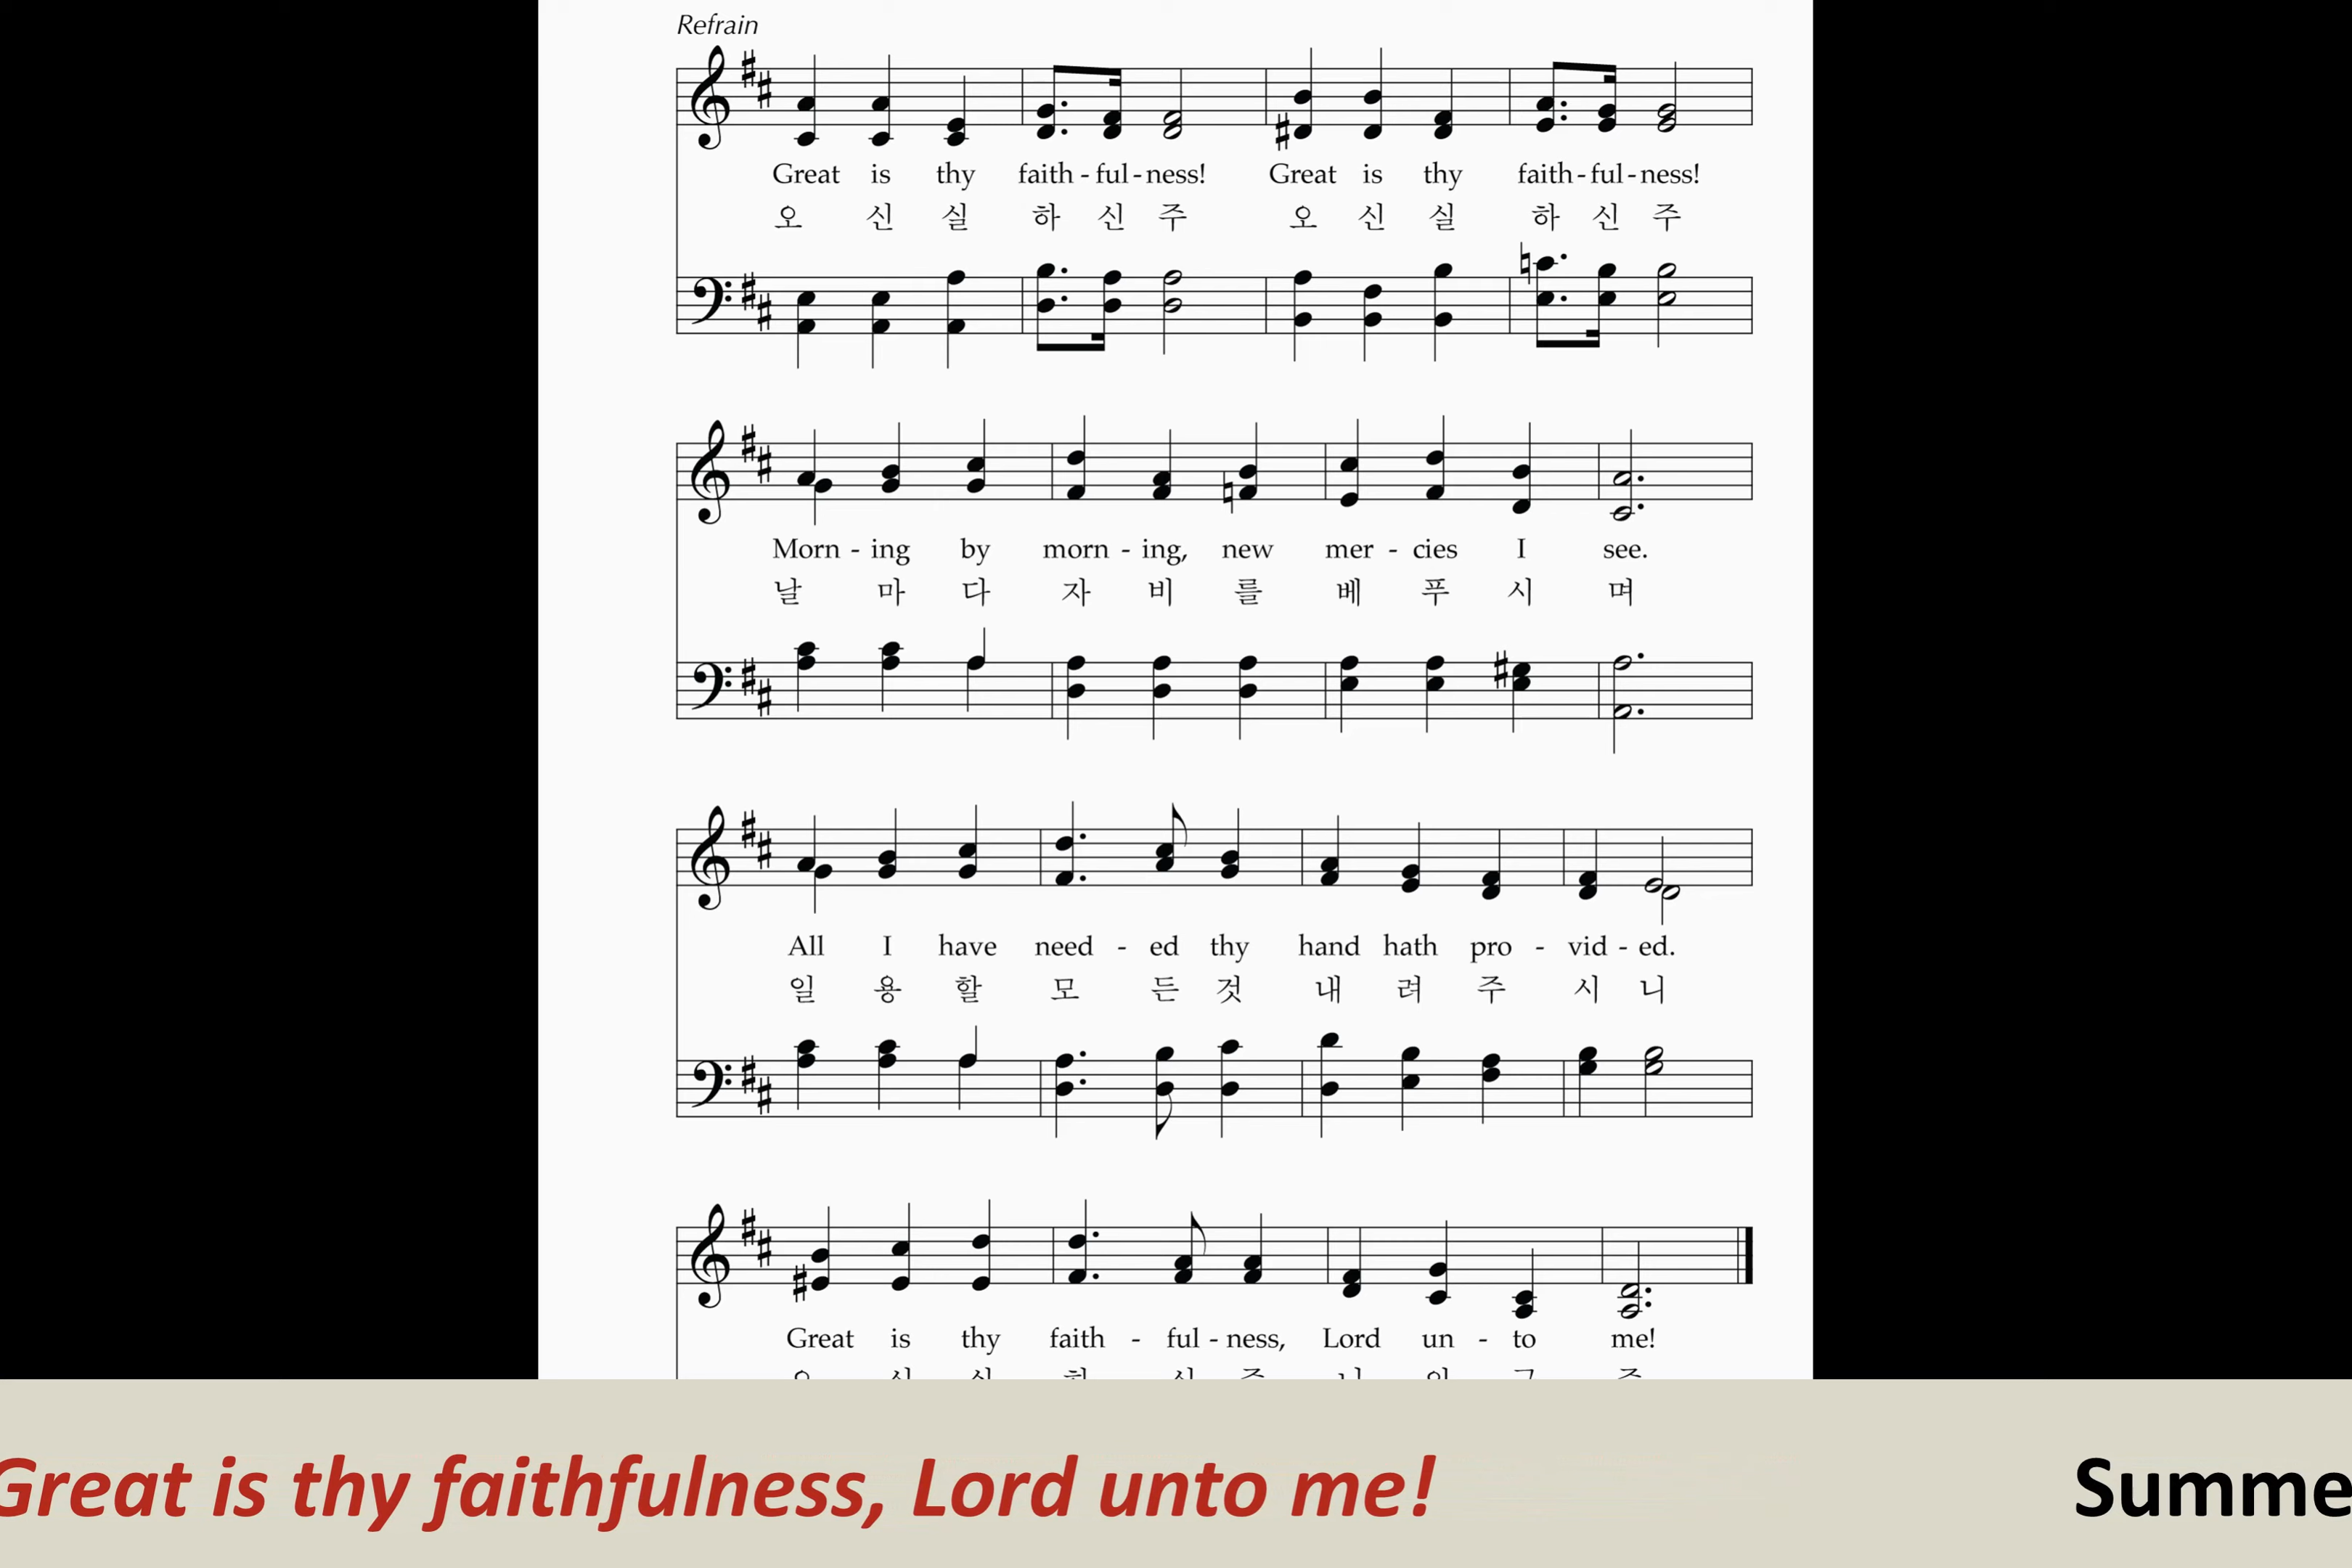 Refrain
Great is thy faith - ful - ness! Great is thy faith - ful - ness!
오 신 실 하 신 주 오 신 실 하 신 주
Morn - ing by morn - ing, new mer - cies I see.
날 마 다 자 비 를 베 푸 시 며
All I have need - ed thy hand hath pro - vid - ed.
일 용 할 모 든 것 내 려 주 시 니
Great is thy faith - ful - ness, Lord un - to me!
Great is thy faithfulness, Lord unto me! Summe